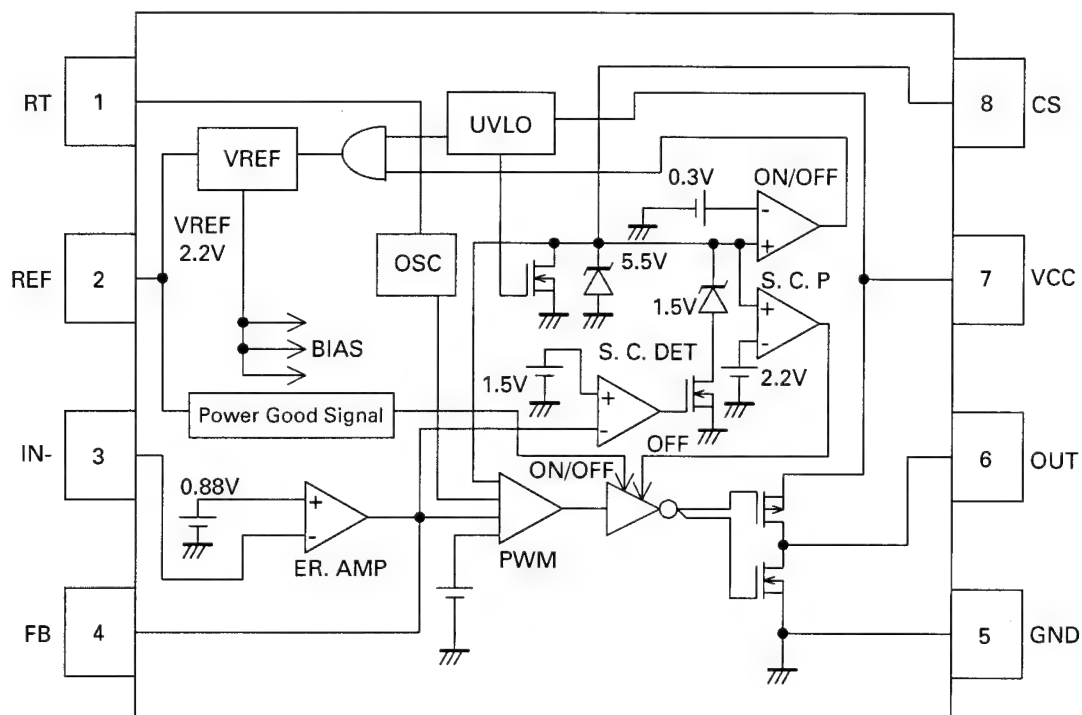 RT
1
8
CS
UVLO
VREF
0.3V
ON/OFF
VREF
2.2V
REF
2
OSC
5.5V
7
VCC
S. C. P
1.5V
BIAS
S. C. DET
1.5V
2.2V
Power Good Signal
IN-
3
OFF
6
OUT
ON/OFF
0.88V
ER. AMP
PWM
FB
4
5
GND
+
-
+
-
+
-
-
+